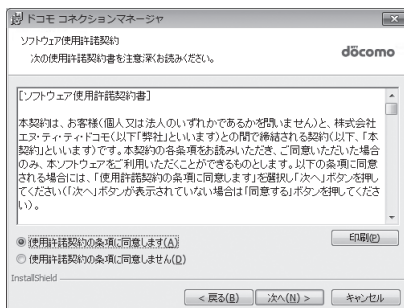 ドコモ コネクションマネージャ
ソフトウェア使用許諾契約
次の使用許諾契約書を注意深くお読みください。
döcomo
[ソフトウェア使用許諾契約書]
本契約は、お客様(個人又は法人のいずれかであるかを問いません)と、株式会社
エヌ・ティ・ティ・ドコモ(以下「弊社」といいます)との間で締結される契約(以下、「本
契約」といいます)です。本契約の各条項をお読みいただき、ご同意いただいた場合
のみ、本ソフトウェアをご利用いただくことができるものとします。以下の条項に同意
される場合には、「使用許諾契約の条項に同意します」を選択し「次へ」ボタンを押し
てください(「次へ」ボタンが表示されていない場合は「同意する」ボタンを押してくださ
い)。
使用許諾契約の条項に同意します(A)
印刷(P)
使用許諾契約の条項に同意しません(D)
InstallShield
< 戻る(B)
次へ(N) >
キャンセル